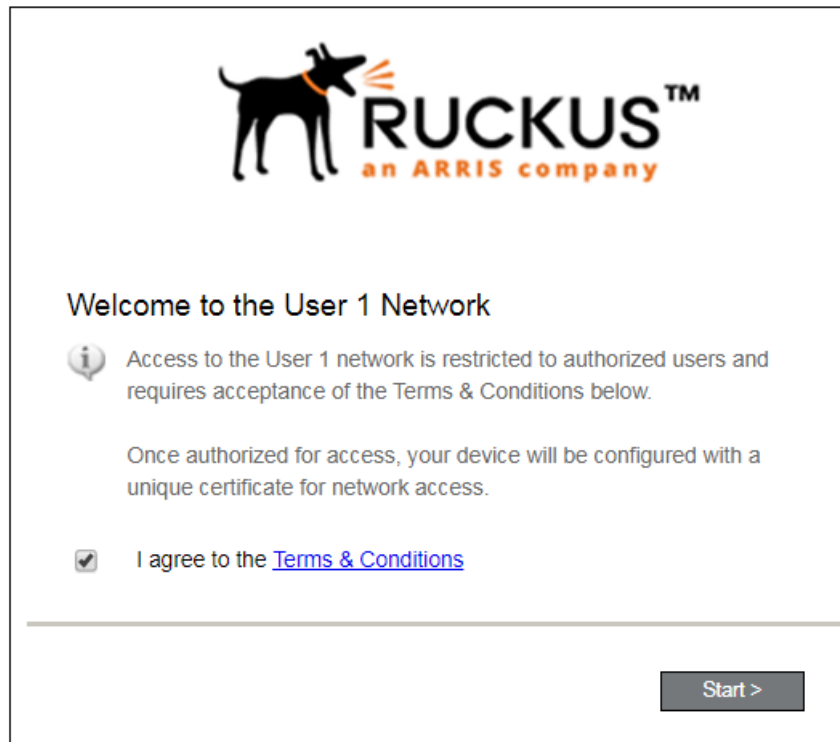 RUCKUS™
an ARRIS company
Welcome to the User 1 Network
Access to the User 1 network is restricted to authorized users and
requires acceptance of the Terms & Conditions below.
Once authorized for access, your device will be configured with a
unique certificate for network access.
I agree to the Terms & Conditions
Start >